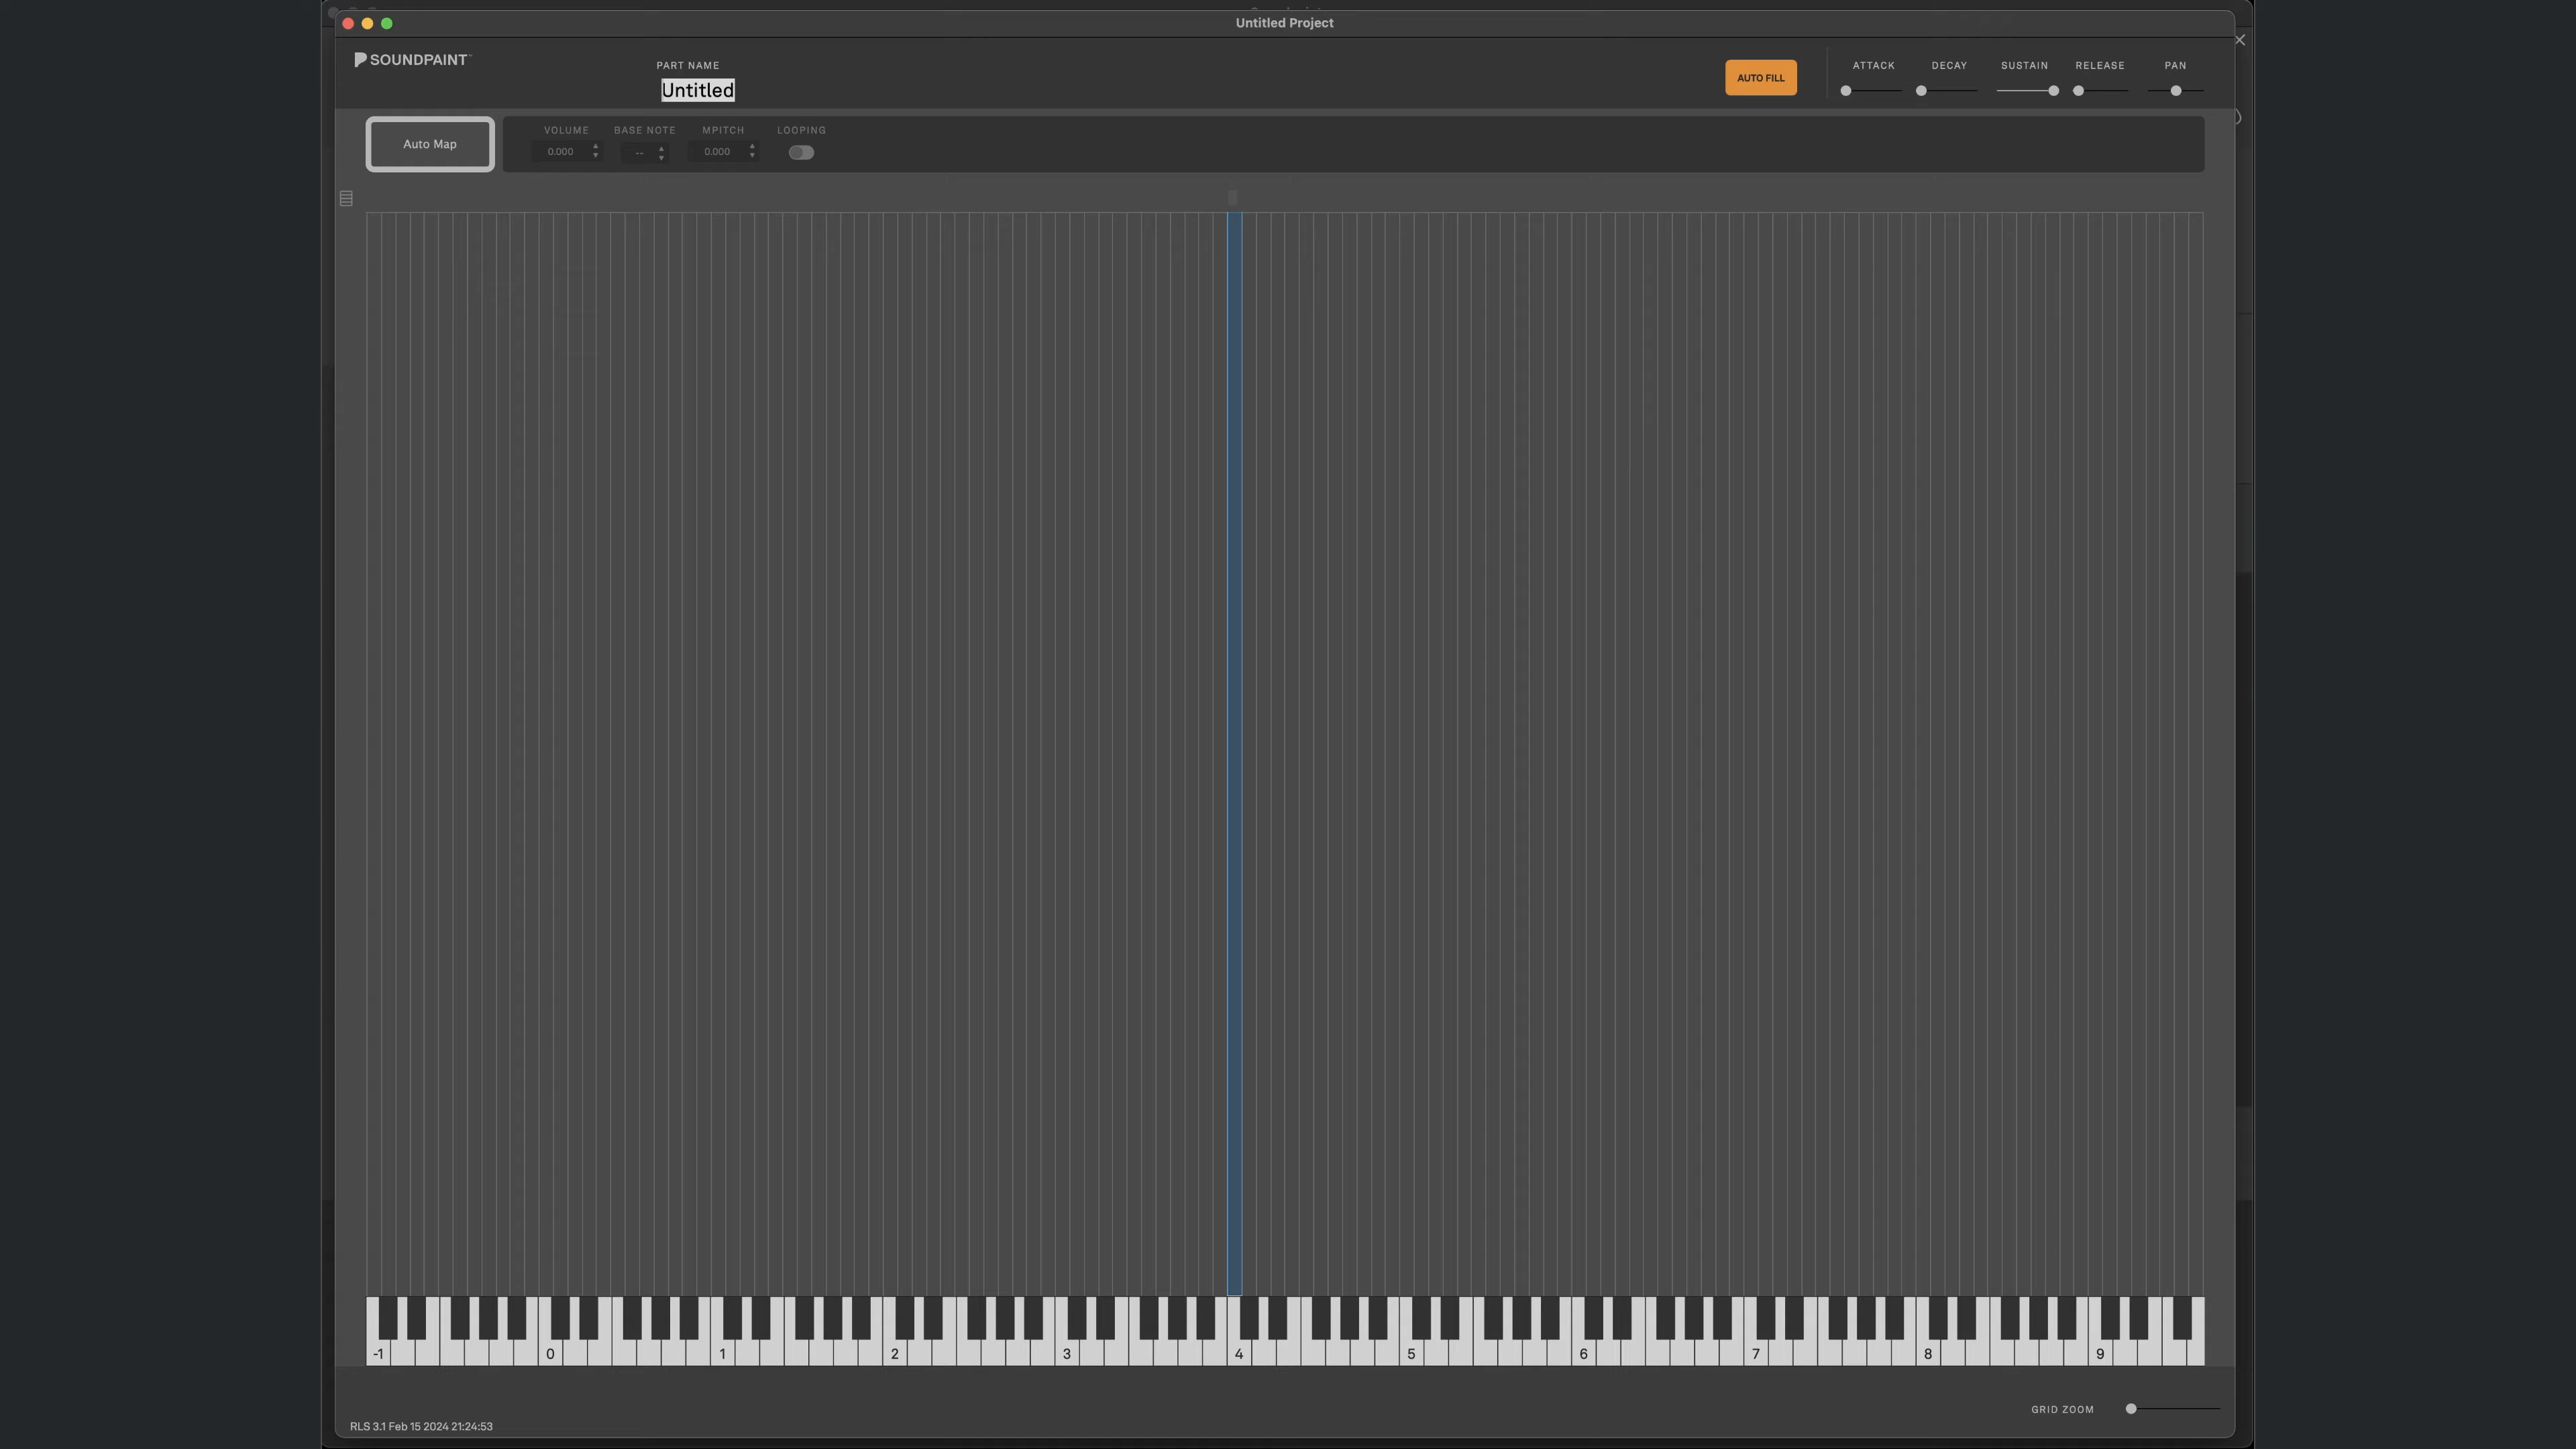 Untitled Project
SOUNDPAINT
PART NAME
Untitled
AUTO FILL
ATTACK DECAY SUSTAIN RELEASE PAN
Auto Map
VOLUME BASE NOTE MPITCH LOOPING
0.000 -- 0.000
-1 0 1 2 3 4 5 6 7 8 9
GRID ZOOM
RLS 3.1 Feb 15 2024 21:24:53